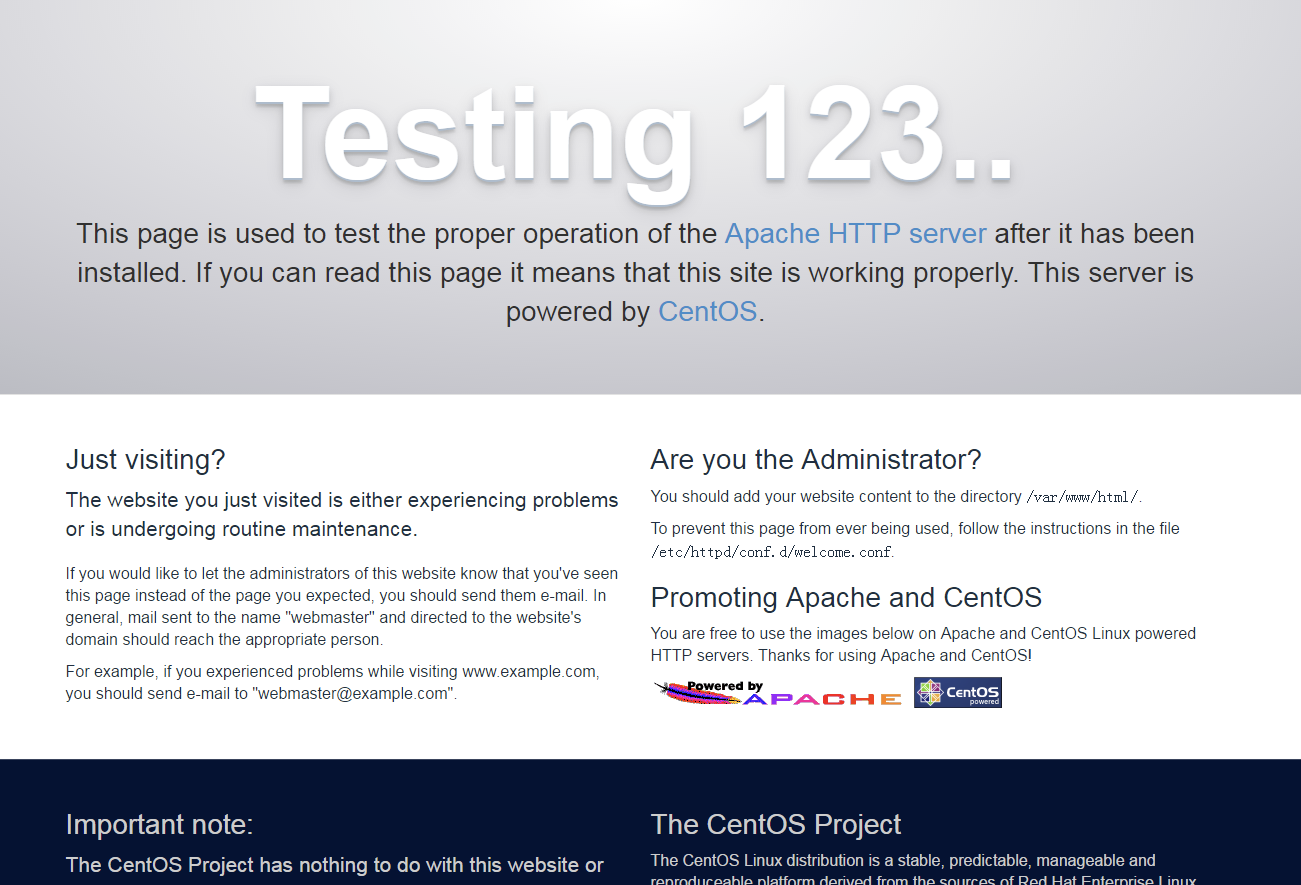 Testing 123..
This page is used to test the proper operation of the Apache HTTP server after it has been
installed. If you can read this page it means that this site is working properly. This server is
powered by CentOS.
Just visiting?
The website you just visited is either experiencing problems
or is undergoing routine maintenance.
If you would like to let the administrators of this website know that you've seen
this page instead of the page you expected, you should send them e-mail. In
general, mail sent to the name "webmaster" and directed to the website's
domain should reach the appropriate person.
For example, if you experienced problems while visiting www.example.com,
you should send e-mail to "webmaster@example.com".
Are you the Administrator?
You should add your website content to the directory /var/www/html/.
To prevent this page from ever being used, follow the instructions in the file
/etc/httpd/conf.d/welcome.conf.
Promoting Apache and CentOS
You are free to use the images below on Apache and CentOS Linux powered
HTTP servers. Thanks for using Apache and CentOS!
Powered by
APACHE
CentOS
powered
Important note:
The CentOS Project has nothing to do with this website or
The CentOS Project
The CentOS Linux distribution is a stable, predictable, manageable and
reproduceable platform derived from the sources of Red Hat Enterprise Linux